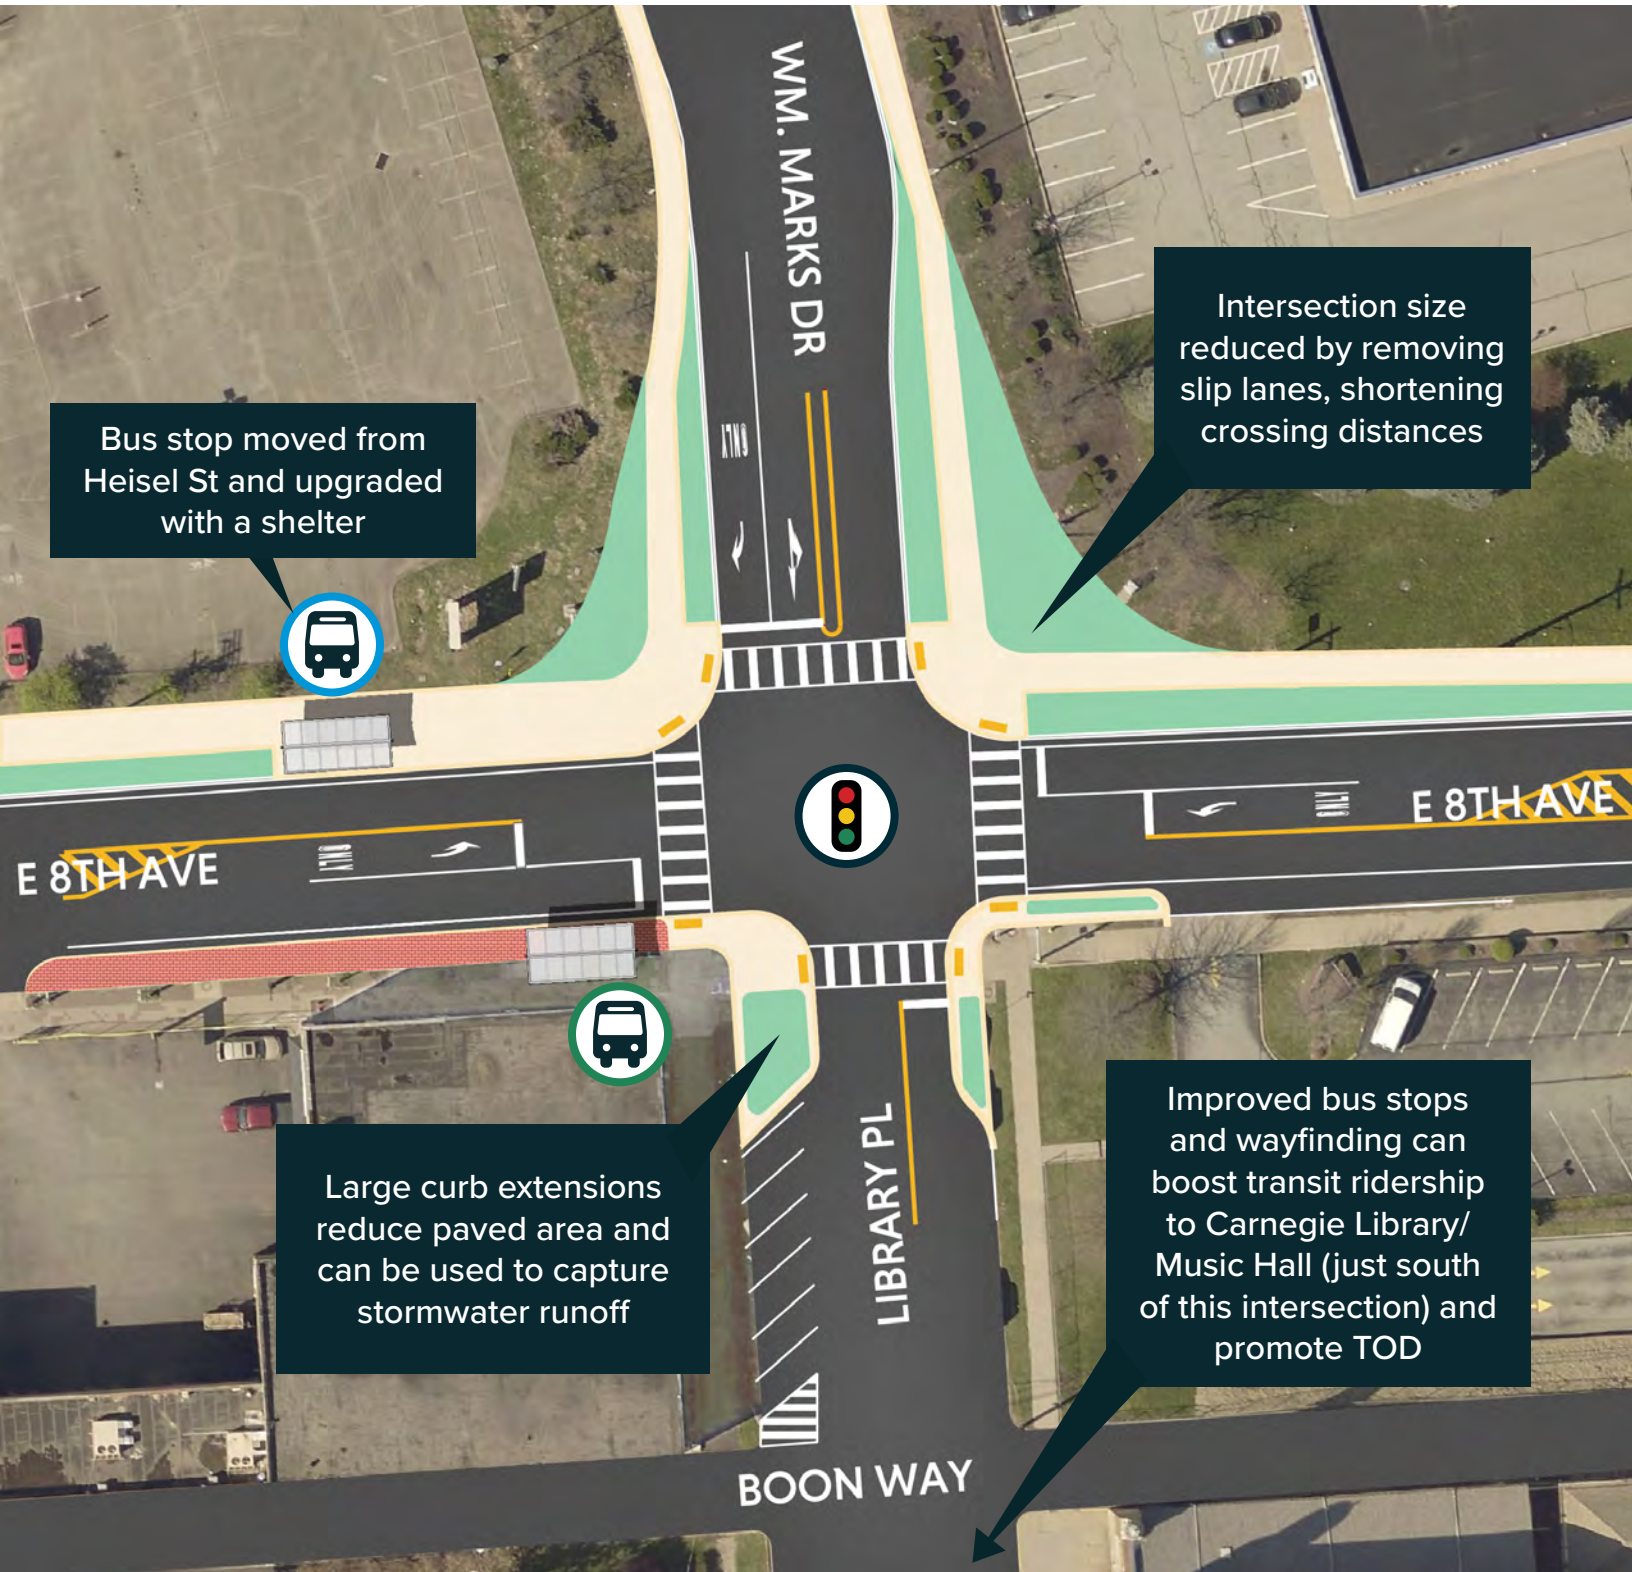 WM. MARKS DR
Intersection size
reduced by removing
slip lanes, shortening
crossing distances
Bus stop moved from
Heisel St and upgraded
with a shelter
ONLY
E 8TH AVE
ONLY
E 8TH AVE
ONLY
Large curb extensions
reduce paved area and
can be used to capture
stormwater runoff
LIBRARY PL
Improved bus stops
and wayfinding can
boost transit ridership
to Carnegie Library/
Music Hall (just south
of this intersection) and
promote TOD
BOON WAY